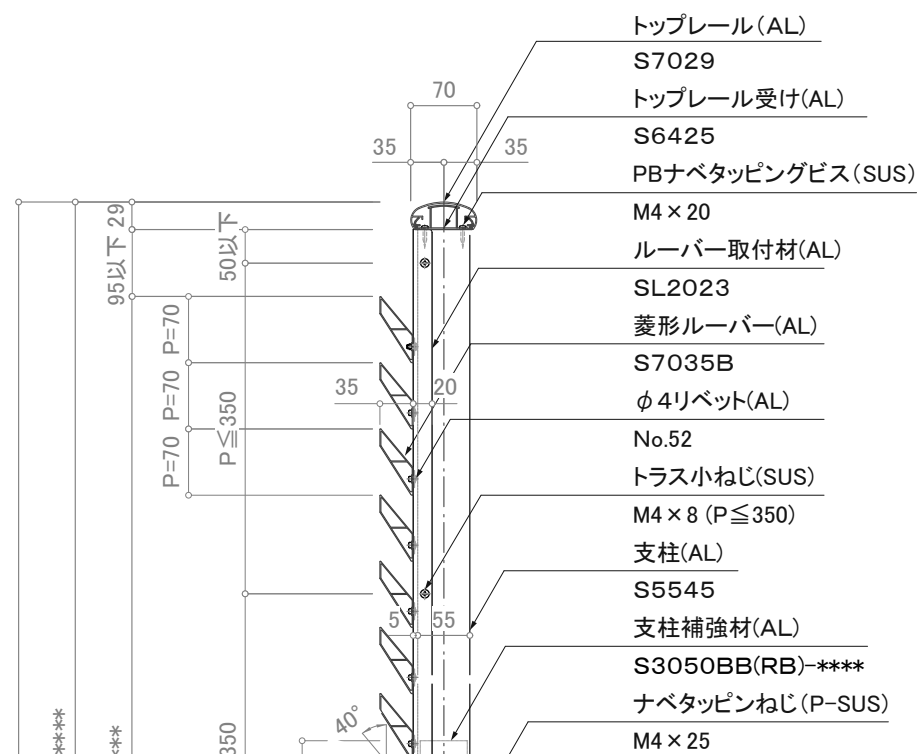 トップレール(AL)
S7029
トップレール受け(AL)
S6425
PBナベタッピングビス(SUS)
M4×20
ルーバー取付材(AL)
SL2023
菱形ルーバー(AL)
S7035B
φ4リベット(AL)
No.52
トラス小ねじ(SUS)
M4×8 (P≦350)
支柱(AL)
S5545
支柱補強材(AL)
S3050BB(RB)-****
ナベタッピンねじ(P-SUS)
M4×25
70
35
35
29
95以下
50以下
P=70
P=70
P=70
P≦350
35
20
5
55
40°
350
****
***